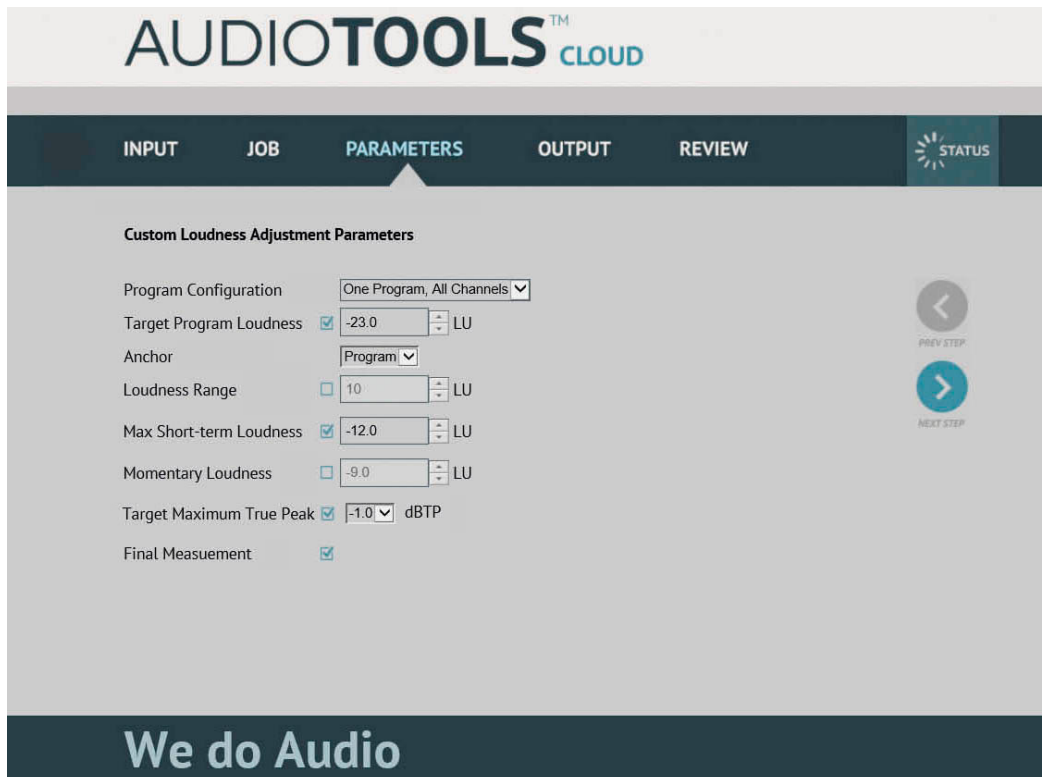 AUDIOTOOLS™ CLOUD
INPUT JOB PARAMETERS OUTPUT REVIEW STATUS
Custom Loudness Adjustment Parameters
Program Configuration One Program, All Channels
Target Program Loudness -23.0 LU
Anchor Program
PREV STEP
Loudness Range 10 LU
Max Short-term Loudness -12.0 LU
NEXT STEP
Momentary Loudness -9.0 LU
Target Maximum True Peak -1.0 dBTP
Final Measuement
We do Audio